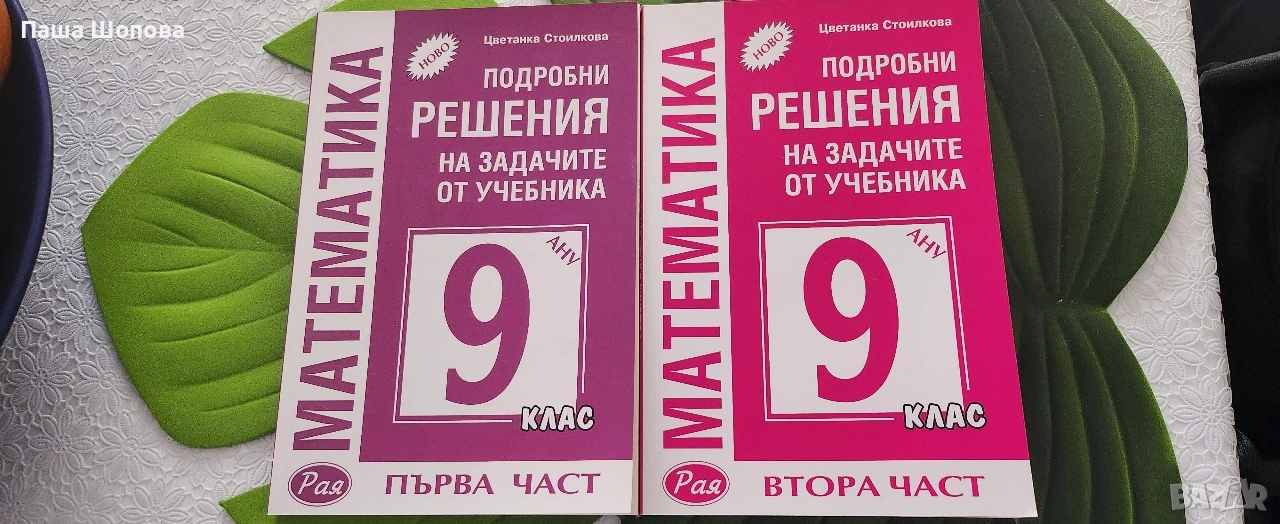 Паша Шопова
МАТЕМАТИКА
НОВО
Цветанка Стоилкова
ПОДРОБНИ
РЕШЕНИЯ
НА ЗАДАЧИТЕ
ОТ УЧЕБНИКА
АНУ
9
КЛАС
Рая
ПЪРВА ЧАСТ
МАТЕМАТИКА
НОВО
Цветанка Стоилкова
ПОДРОБНИ
РЕШЕНИЯ
НА ЗАДАЧИТЕ
ОТ УЧЕБНИКА
АНУ
9
КЛАС
Рая
ВТОРА ЧАСТ
BAZAR